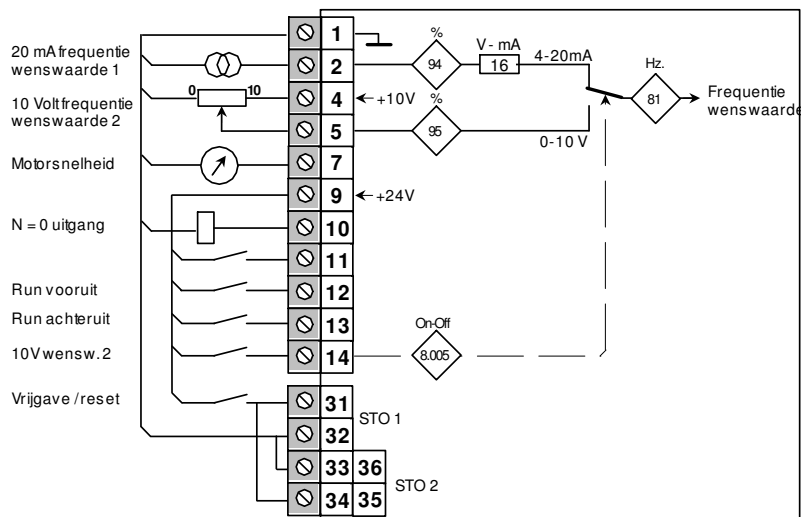 1
%
V - mA
20 mA frequentie
wenswaarde 1
2
94
16
4-20mA
Hz.
10 Volt frequentie
wenswaarde 2
0 10
4
+10V
%
81
Frequentie
wenswaarde
5
95
0-10 V
Motorsnelheid
7
9
+24V
N = 0 uitgang
10
11
Run vooruit
12
Run achteruit
13
On-Off
10V wensw. 2
14
8.005
Vrijgave / reset
31
STO 1
32
33 36
STO 2
34 35